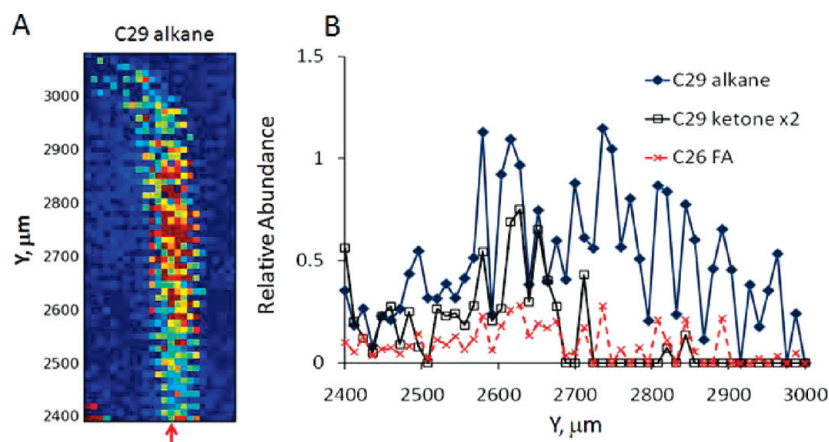 A
C29 alkane
Y, μm
3000
2900
2800
2700
2600
2500
2400
B
Relative Abundance
1.5
1
0.5
0
C29 alkane
C29 ketone x2
C26 FA
2400 2500 2600 2700 2800 2900 3000
Y, μm